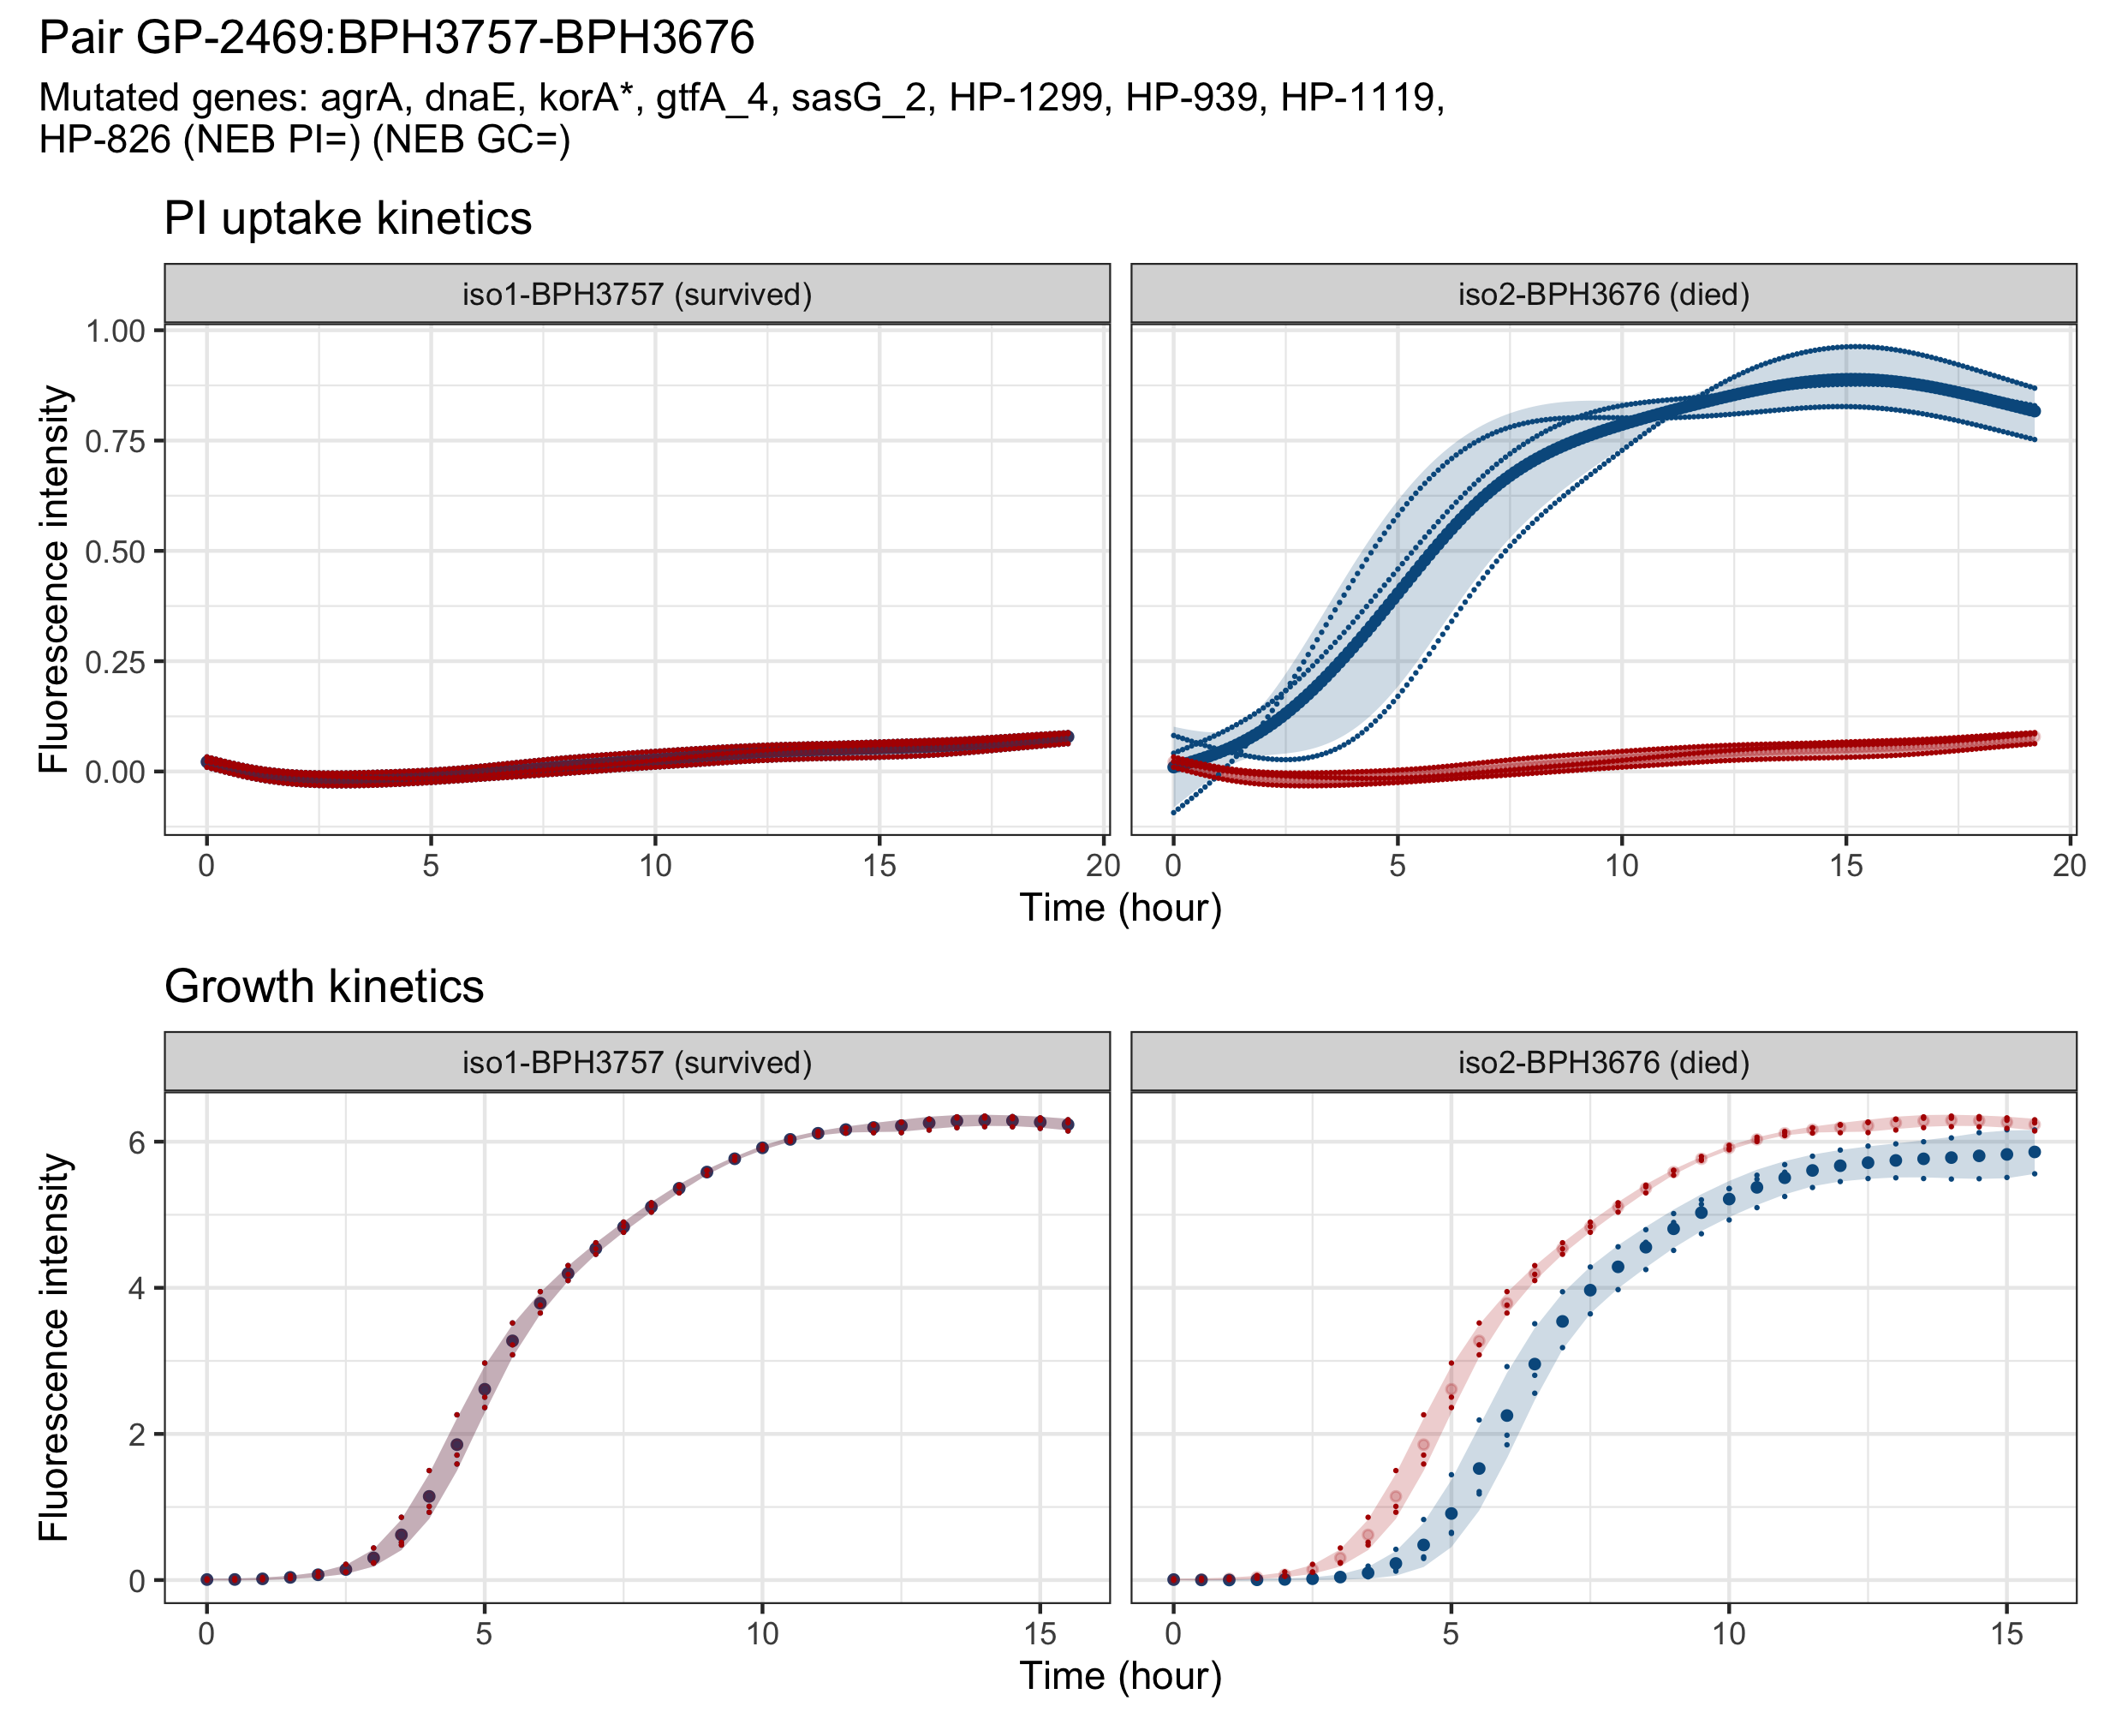 Pair GP-2469:BPH3757-BPH3676
Mutated genes: agrA, dnaE, korA*, gtfA_4, sasG_2, HP-1299, HP-939, HP-1119,
HP-826 (NEB PI=) (NEB GC=)
PI uptake kinetics
iso1-BPH3757 (survived)
iso2-BPH3676 (died)
Fluorescence intensity
1.00
0.75
0.50
0.25
0.00
0 5 10 15 20
0 5 10 15 20
Time (hour)
Growth kinetics
iso1-BPH3757 (survived)
iso2-BPH3676 (died)
Fluorescence intensity
6
4
2
0
0 5 10 15
0 5 10 15
Time (hour)